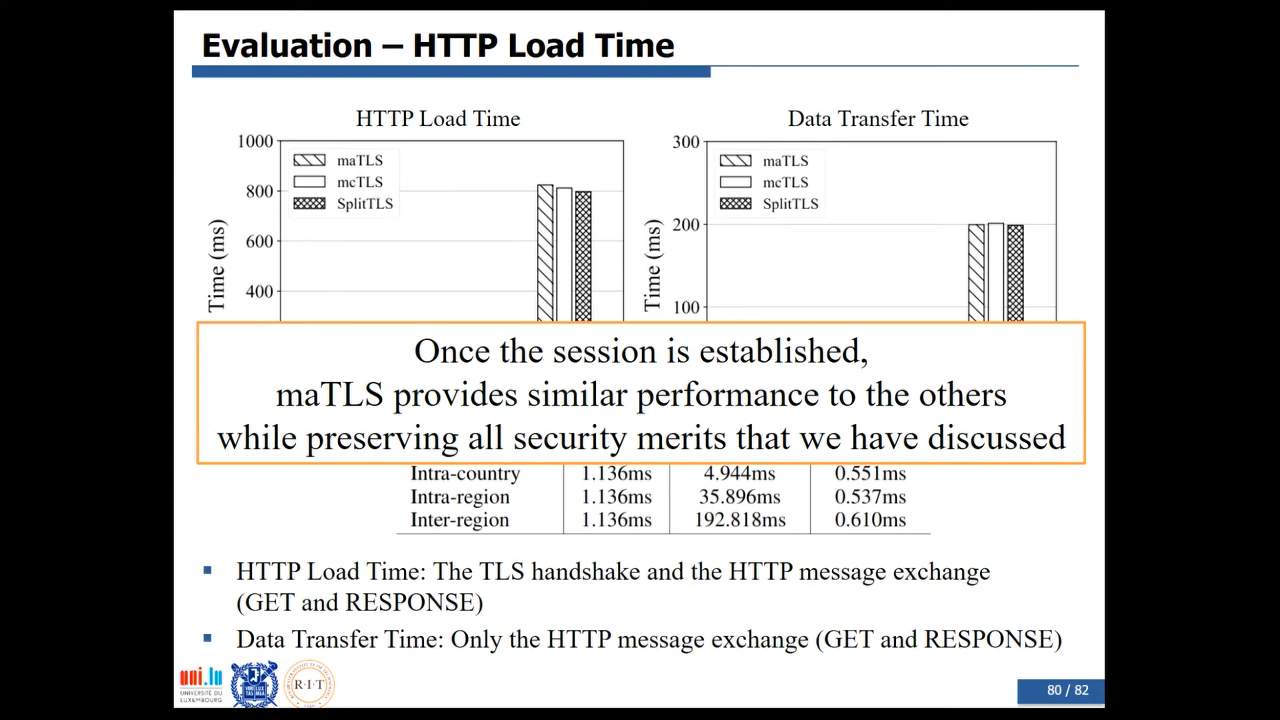 Evaluation – HTTP Load Time
HTTP Load Time
1000
800
600
400
Time (ms)
maTLS
mcTLS
SplitTLS
Data Transfer Time
300
200
100
Time (ms)
maTLS
mcTLS
SplitTLS
Once the session is established,
maTLS provides similar performance to the others
while preserving all security merits that we have discussed
Intra-country 1.136ms 4.944ms 0.551ms
Intra-region 1.136ms 35.896ms 0.537ms
Inter-region 1.136ms 192.818ms 0.610ms
HTTP Load Time: The TLS handshake and the HTTP message exchange
(GET and RESPONSE)
Data Transfer Time: Only the HTTP message exchange (GET and RESPONSE)
uni.lu
UNIVERSITÉ DU
LUXEMBOURG
R·I·T
80 / 82